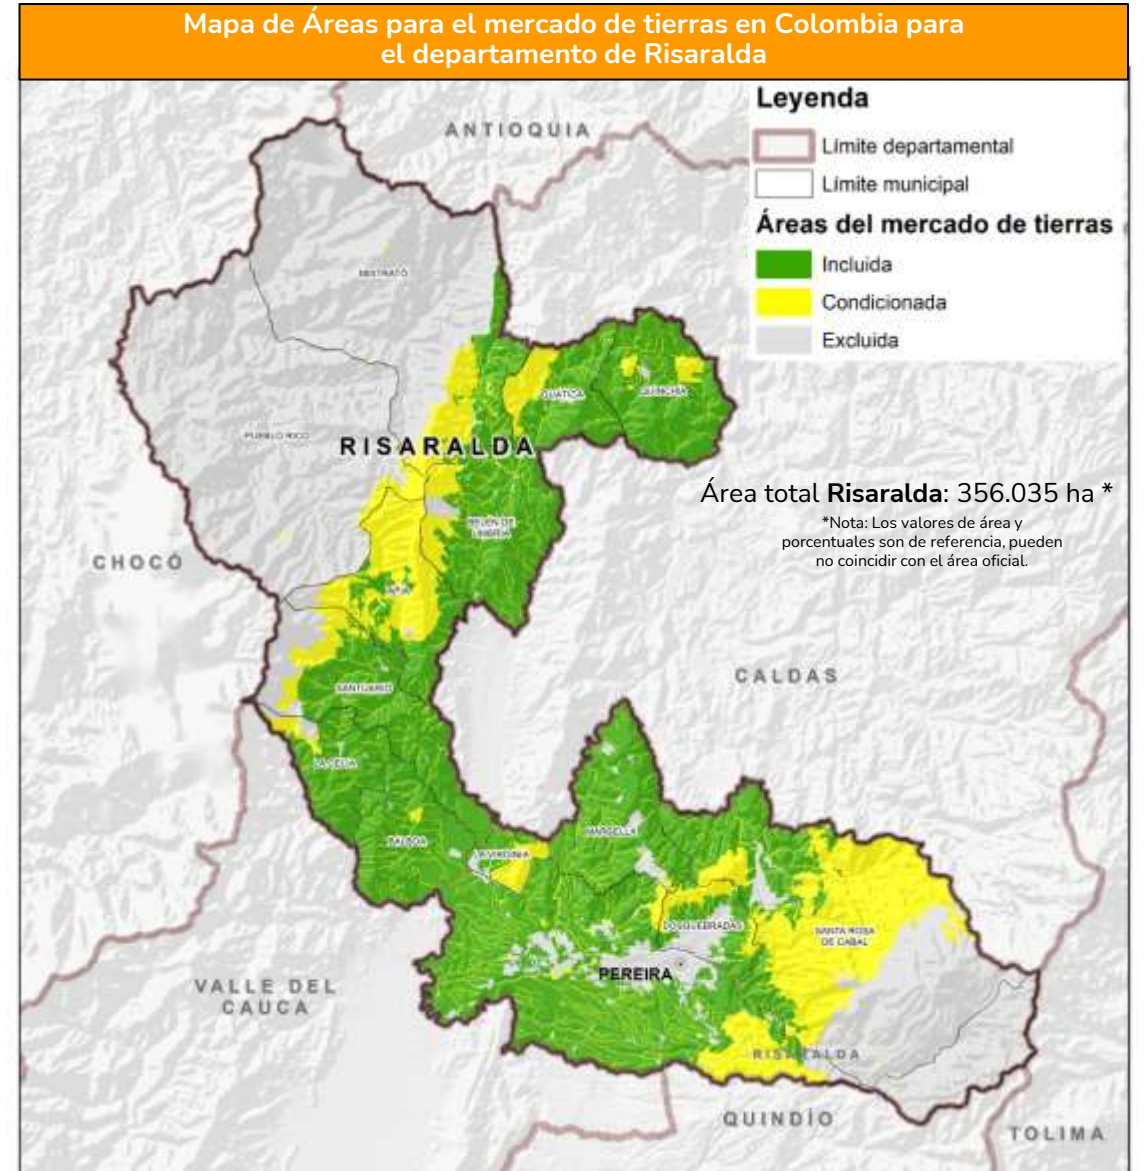 Mapa de Áreas para el mercado de tierras en Colombia para
el departamento de Risaralda
Leyenda
Límite departamental
Límite municipal
Áreas del mercado de tierras
Incluida
Condicionada
Excluida
ANTIOQUIA
MISTRATÓ
GUÁTICA
QUINCHÍA
PUEBLO RICO
RISARALDA
Área total Risaralda: 356.035 ha *
*Nota: Los valores de área y
porcentuales son de referencia, pueden
no coincidir con el área oficial.
BELÉN DE
UMBRÍA
CHOCÓ
APÍA
CALDAS
SANTUARIO
LA CELIA
BALBOA
LA VIRGINIA
MARSELLA
DOSQUEBRADAS
SANTA ROSA
DE CABAL
PEREIRA
VALLE DEL
CAUCA
RISARALDA
QUINDÍO
TOLIMA